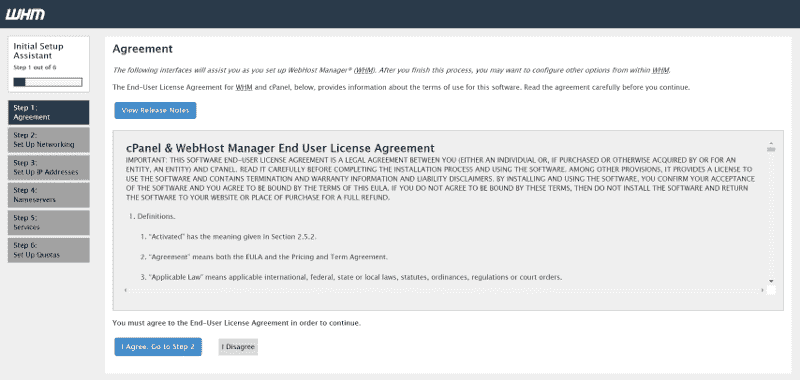 WHM
Initial Setup
Assistant
Step 1 out of 6
Step 1:
Agreement
Step 2:
Set Up Networking
Step 3:
Set Up IP Addresses
Step 4:
Nameservers
Step 5:
Services
Step 6:
Set Up Quotas
Agreement
The following interfaces will assist you as you set up WebHost Manager® (WHM). After you finish this process, you may want to configure other options from within WHM.
The End-User License Agreement for WHM and cPanel, below, provides information about the terms of use for this software. Read the agreement carefully before you continue.
View Release Notes
cPanel & WebHost Manager End User License Agreement
IMPORTANT: THIS SOFTWARE END-USER LICENSE AGREEMENT IS A LEGAL AGREEMENT BETWEEN YOU (EITHER AN INDIVIDUAL OR, IF PURCHASED OR OTHERWISE ACQUIRED BY OR FOR AN
ENTITY, AN ENTITY) AND CPANEL. READ IT CAREFULLY BEFORE COMPLETING THE INSTALLATION PROCESS AND USING THE SOFTWARE. AMONG OTHER PROVISIONS, IT PROVIDES A LICENSE TO
USE THE SOFTWARE AND CONTAINS TERMINATION AND WARRANTY INFORMATION AND LIABILITY DISCLAIMERS. BY INSTALLING AND USING THE SOFTWARE, YOU CONFIRM YOUR ACCEPTANCE
OF THE SOFTWARE AND YOU AGREE TO BE BOUND BY THE TERMS OF THIS EULA. IF YOU DO NOT AGREE TO BE BOUND BY THESE TERMS, THEN DO NOT INSTALL THE SOFTWARE AND RETURN
THE SOFTWARE TO YOUR WEBSITE OR PLACE OF PURCHASE FOR A FULL REFUND.
1. Definitions.
1. "Activated" has the meaning given in Section 2.5.2.
2. "Agreement" means both the EULA and the Pricing and Term Agreement.
3. "Applicable Law" means applicable international, federal, state or local laws, statutes, ordinances, regulations or court orders.
You must agree to the End-User License Agreement in order to continue.
I Agree. Go to Step 2
I Disagree